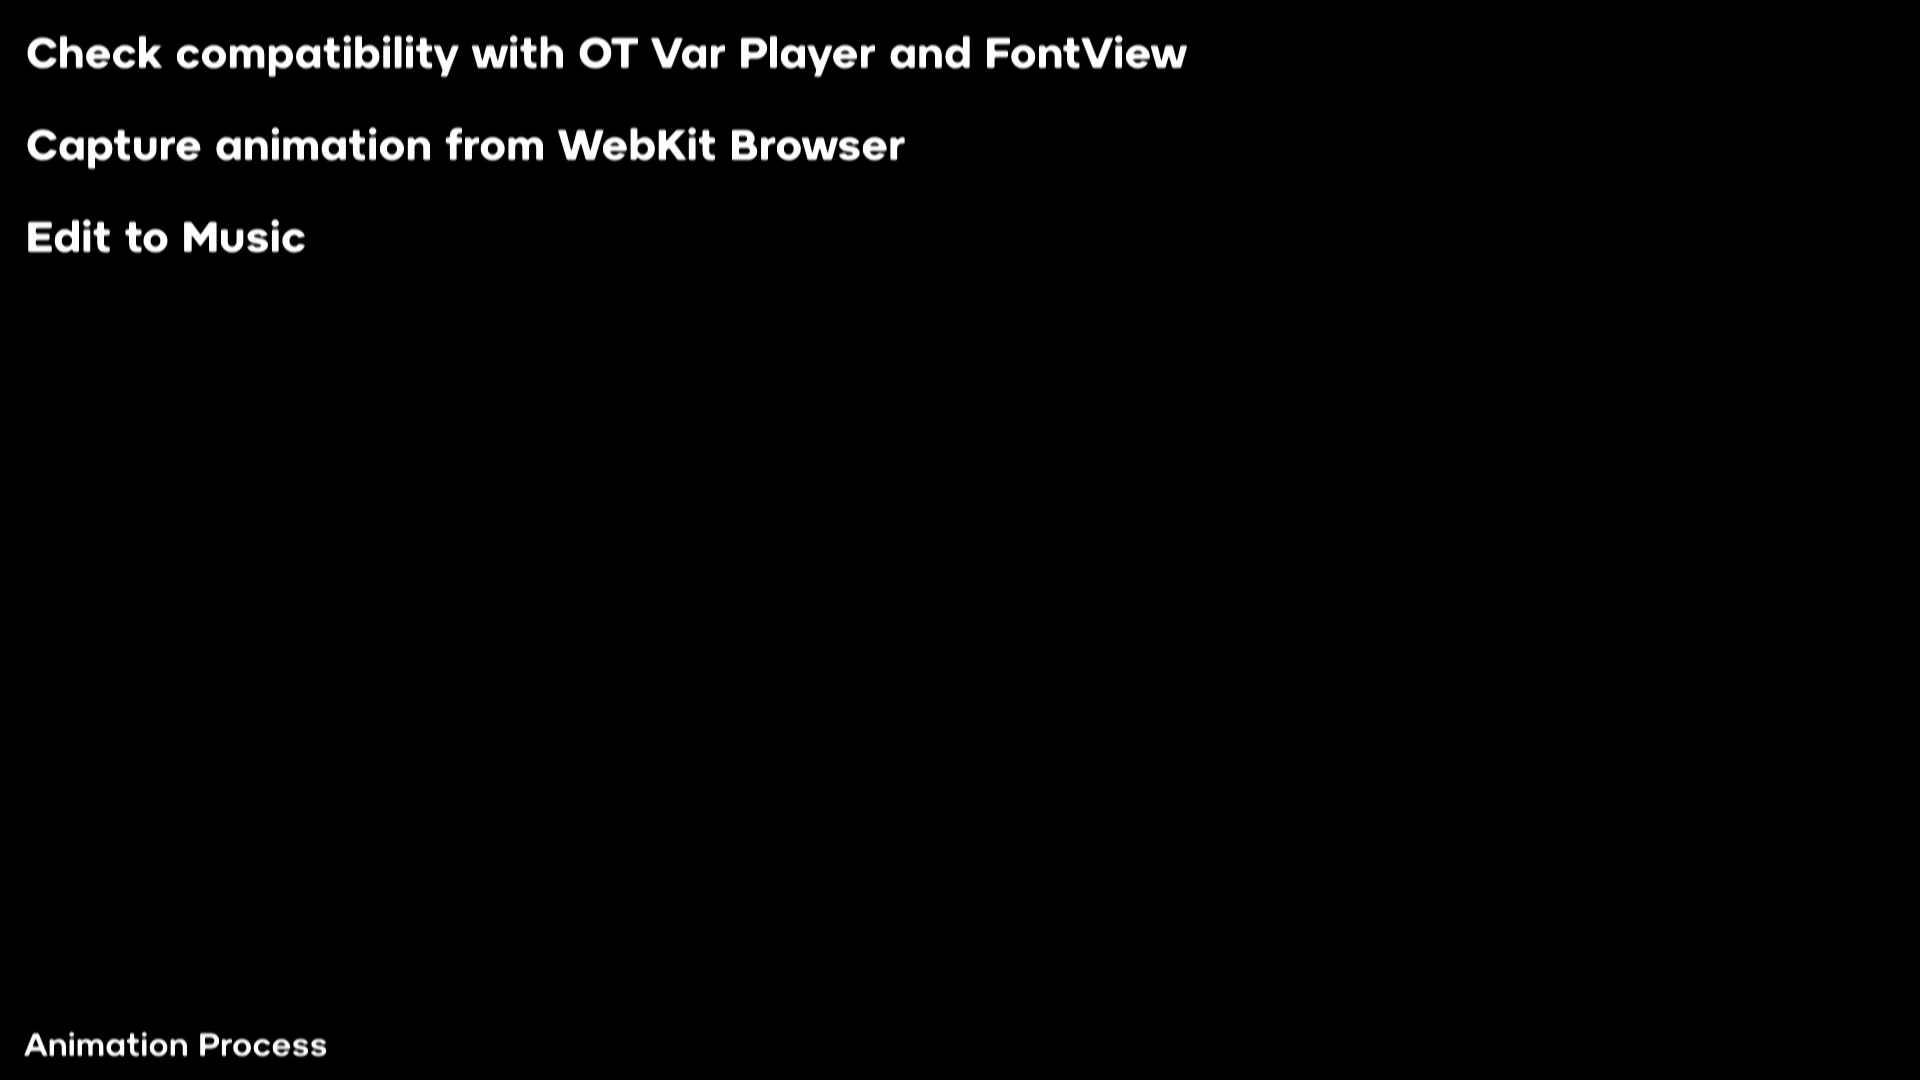 Check compatibility with OT Var Player and FontView
Capture animation from WebKit Browser
Edit to Music
Animation Process